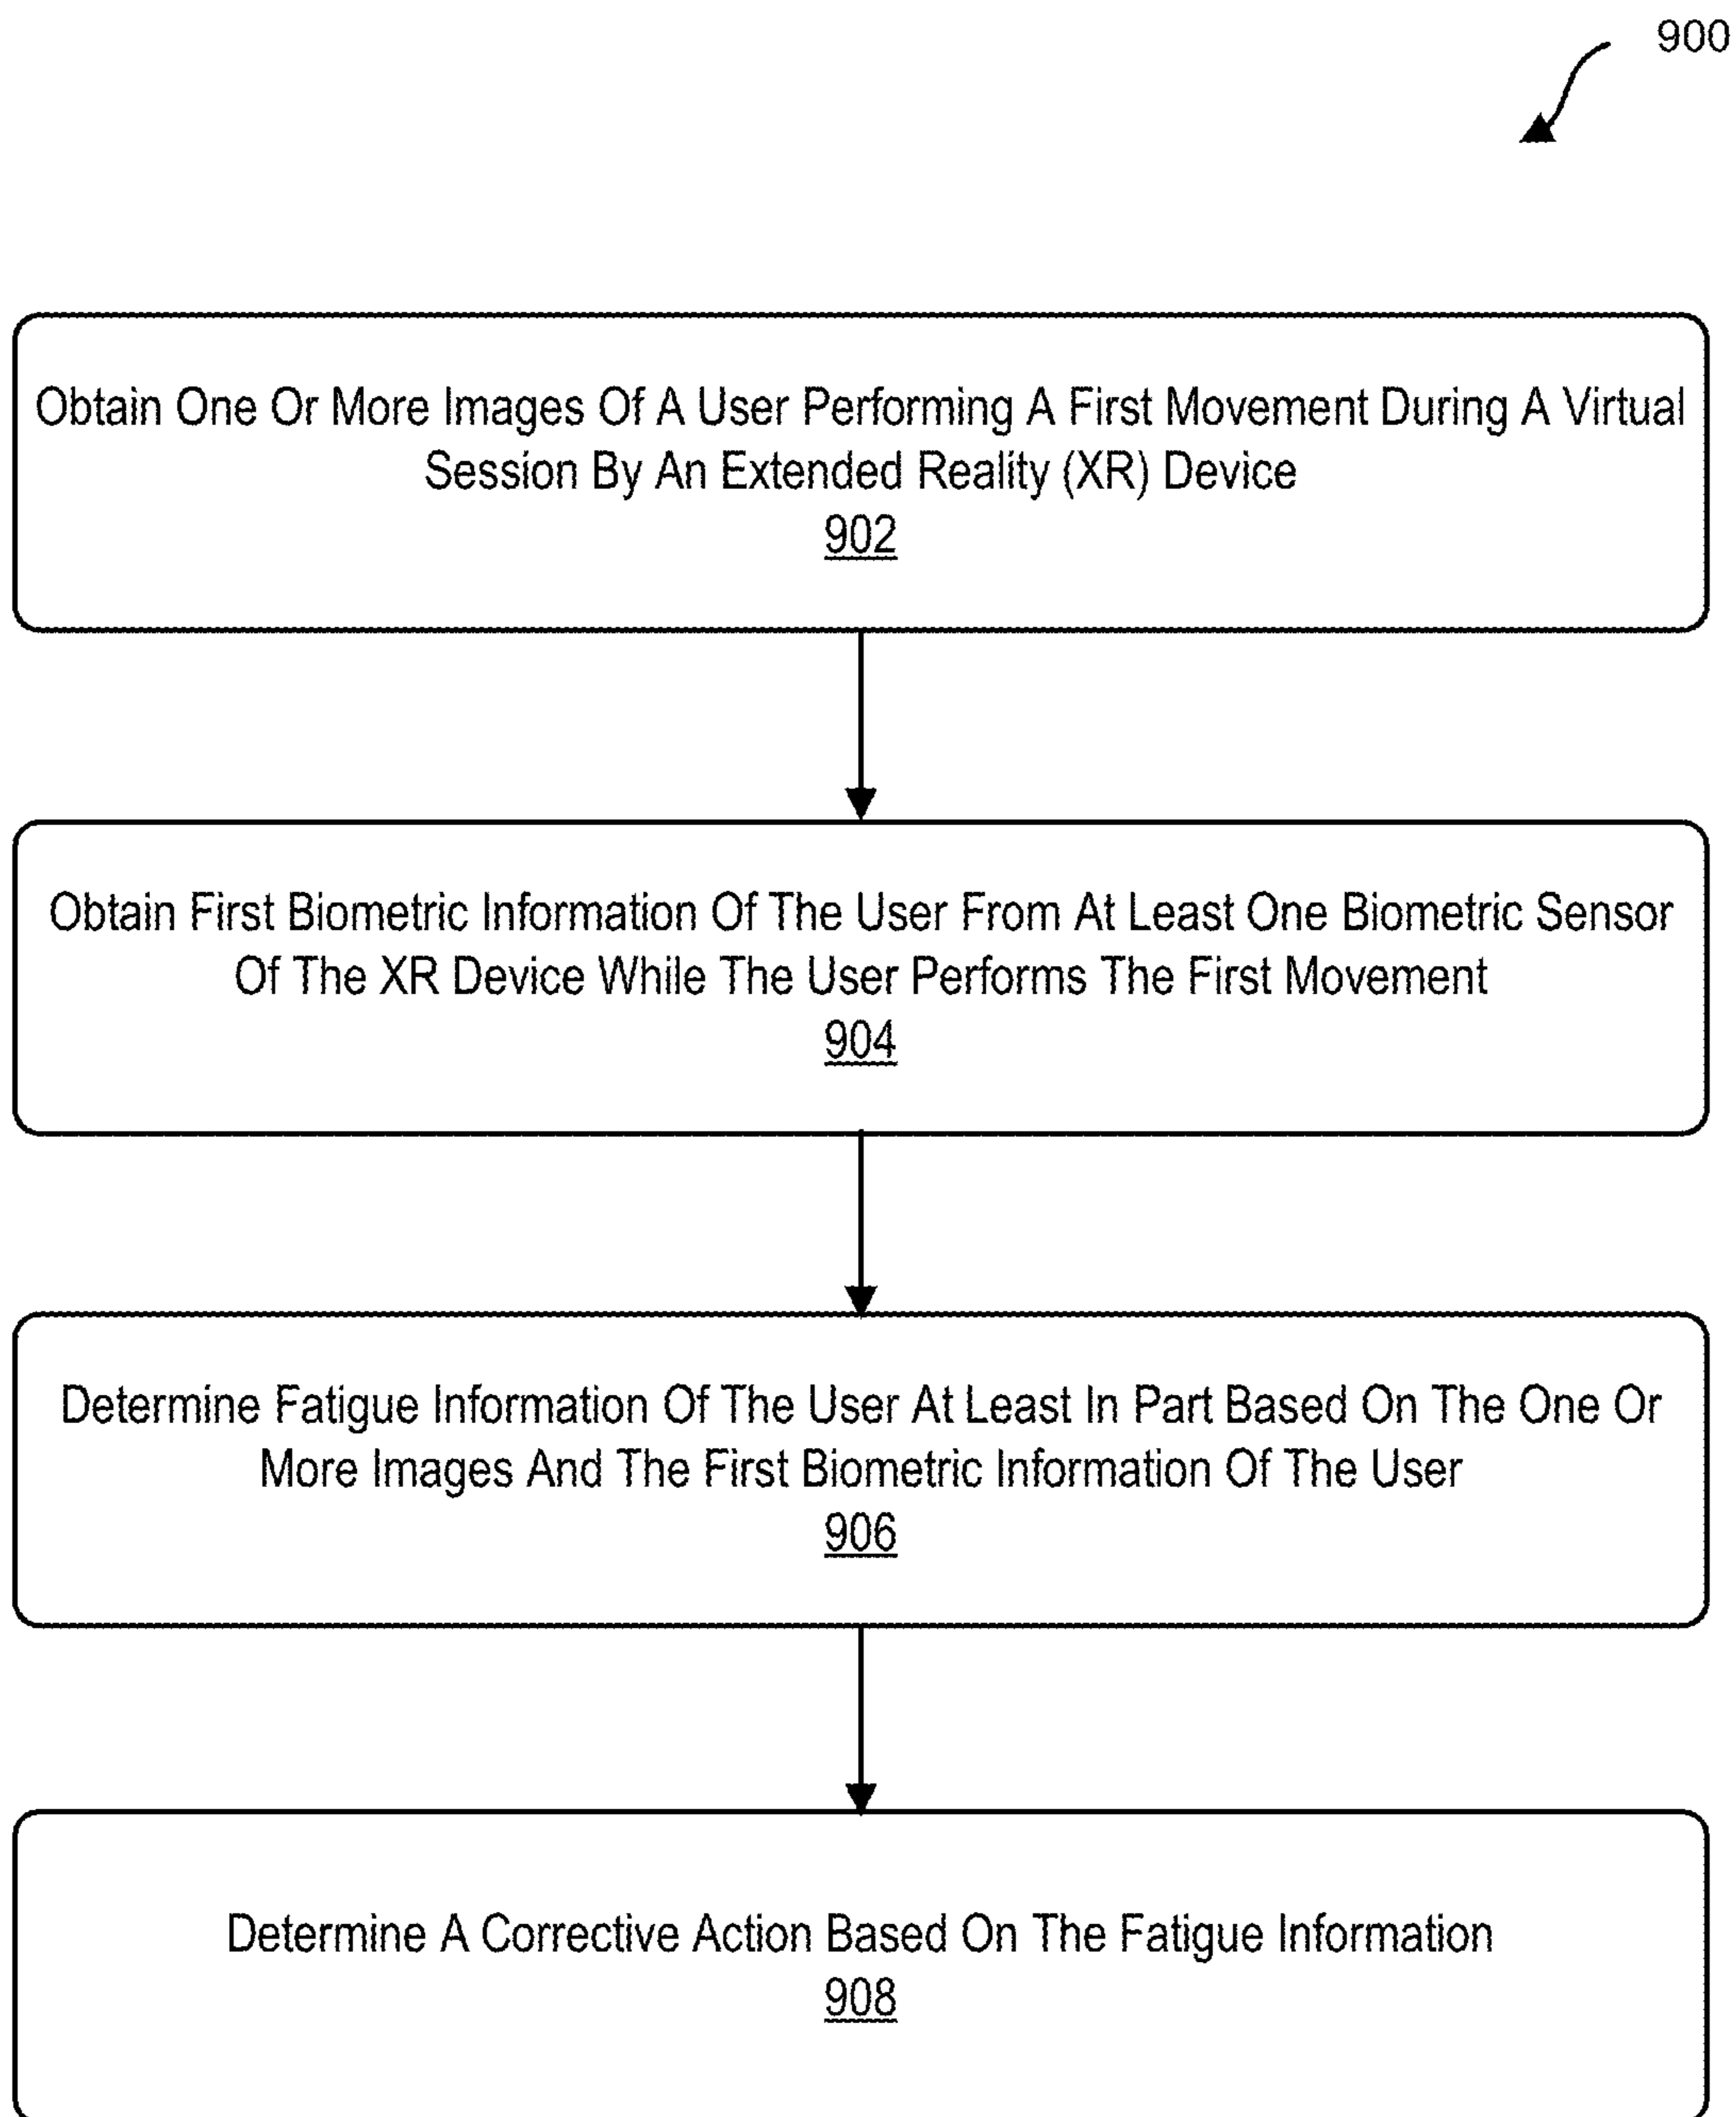 900
Obtain One Or More Images Of A User Performing A First Movement During A Virtual
Session By An Extended Reality (XR) Device
902
Obtain First Biometric Information Of The User From At Least One Biometric Sensor
Of The XR Device While The User Performs The First Movement
904
Determine Fatigue Information Of The User At Least In Part Based On The One Or
More Images And The First Biometric Information Of The User
906
Determine A Corrective Action Based On The Fatigue Information
908